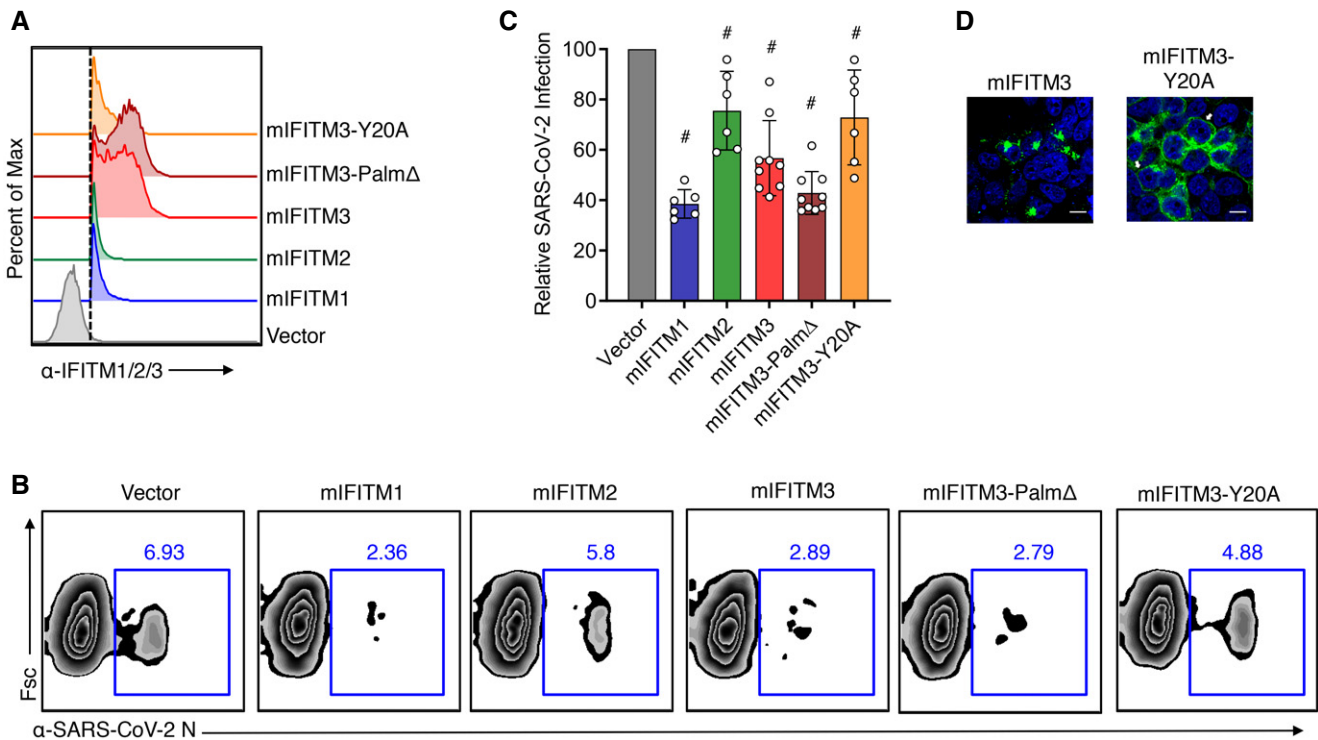 A
Percent of Max
mIFITM3-Y20A
mIFITM3-PalmΔ
mIFITM3
mIFITM2
mIFITM1
Vector
α-IFITM1/2/3
C
Relative SARS-CoV-2 Infection
100
80
60
40
20
0
#
#
#
#
#
Vector
mIFITM1
mIFITM2
mIFITM3
mIFITM3-PalmΔ
mIFITM3-Y20A
D
mIFITM3
mIFITM3-
Y20A
B
Vector
mIFITM1
mIFITM2
mIFITM3
mIFITM3-PalmΔ
mIFITM3-Y20A
6.93
2.36
5.8
2.89
2.79
4.88
Fsc
α-SARS-CoV-2 N